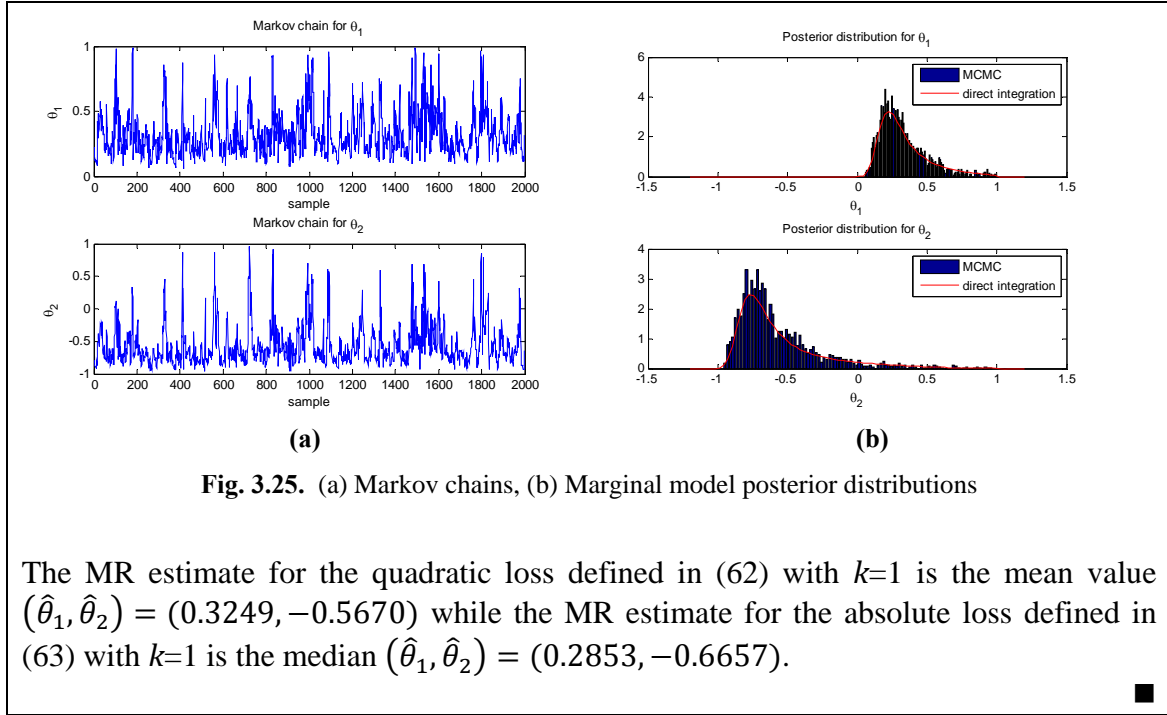 Markov chain for θ1
1
0.5
0
θ1
0 200 400 600 800 1000 1200 1400 1600 1800 2000
sample
Markov chain for θ2
1
0.5
0
-0.5
-1
θ2
0 200 400 600 800 1000 1200 1400 1600 1800 2000
sample
(a)
Posterior distribution for θ1
6
4
2
0
MCMC
direct integration
-1.5 -1 -0.5 0 0.5 1 1.5
θ1
Posterior distribution for θ2
4
3
2
1
0
MCMC
direct integration
-1.5 -1 -0.5 0 0.5 1 1.5
θ2
(b)
Fig. 3.25. (a) Markov chains, (b) Marginal model posterior distributions
The MR estimate for the quadratic loss defined in (62) with k=1 is the mean value
(θ̂1, θ̂2) = (0.3249, −0.5670) while the MR estimate for the absolute loss defined in
(63) with k=1 is the median (θ̂1, θ̂2) = (0.2853, −0.6657).
■